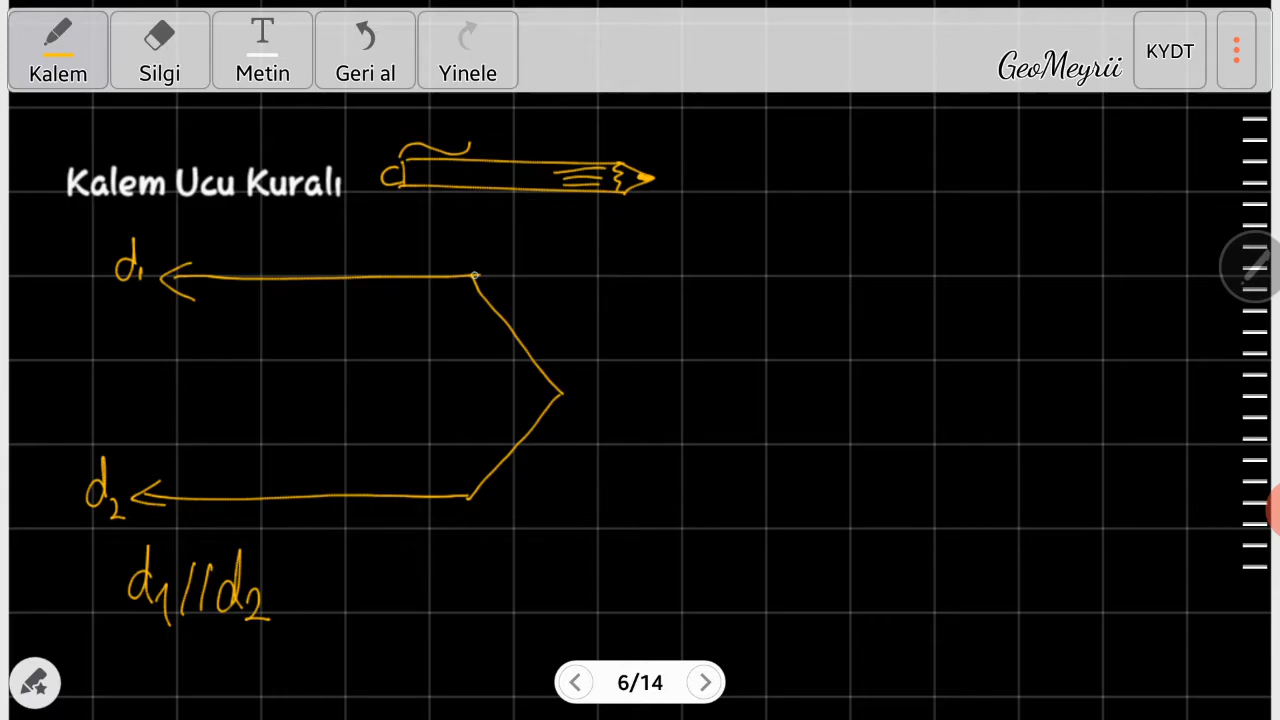 Kalem
Silgi
Metin
Geri al
Yinele
GeoMeyrii
KYDT
Kalem Ucu Kuralı
d₁
d₂
d₁//d₂
6/14